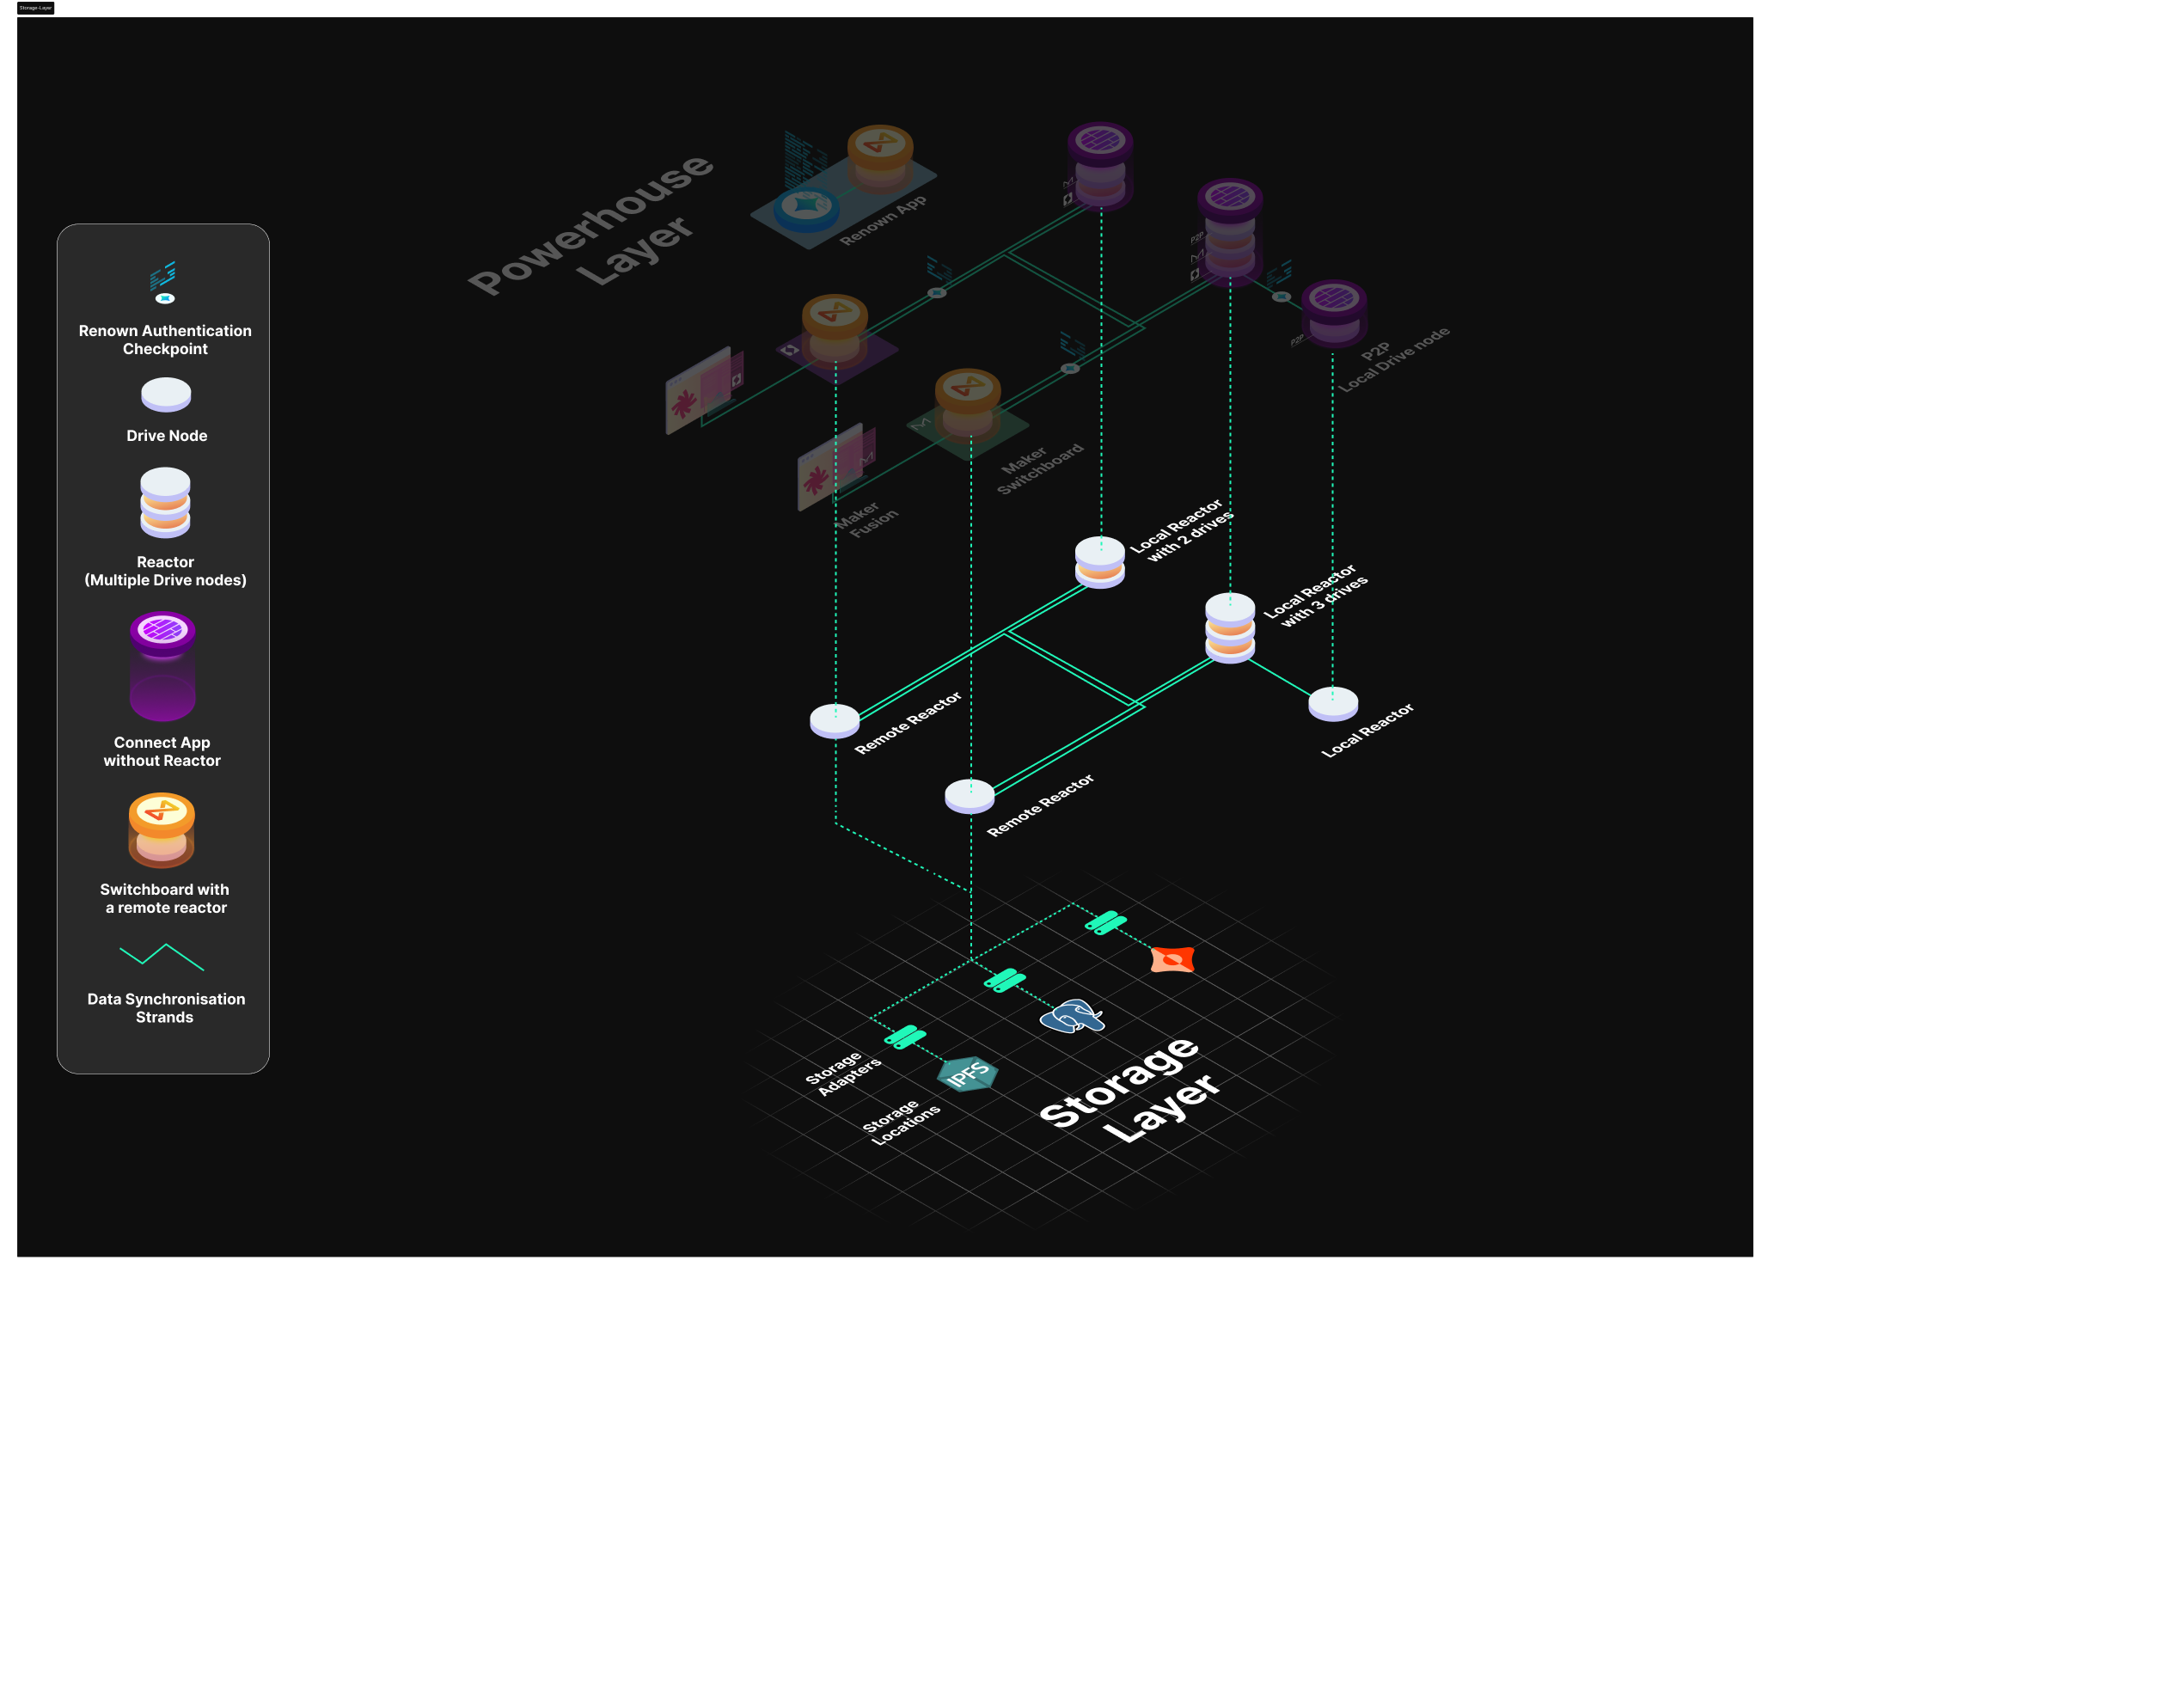 Storage-Layer
Renown Authentication
Checkpoint
Drive Node
Reactor
(Multiple Drive nodes)
Connect App
without Reactor
Switchboard with
a remote reactor
Data Synchronisation
Strands
Powerhouse
Layer
Renown App
P2P
P2P
P2P
Local Drive node
Maker
Switchboard
Maker
Fusion
Local Reactor
with 2 drives
Local Reactor
with 3 drives
Remote Reactor
Local Reactor
Remote Reactor
Storage
Adapters
IPFS
Storage
Locations
Storage
Layer